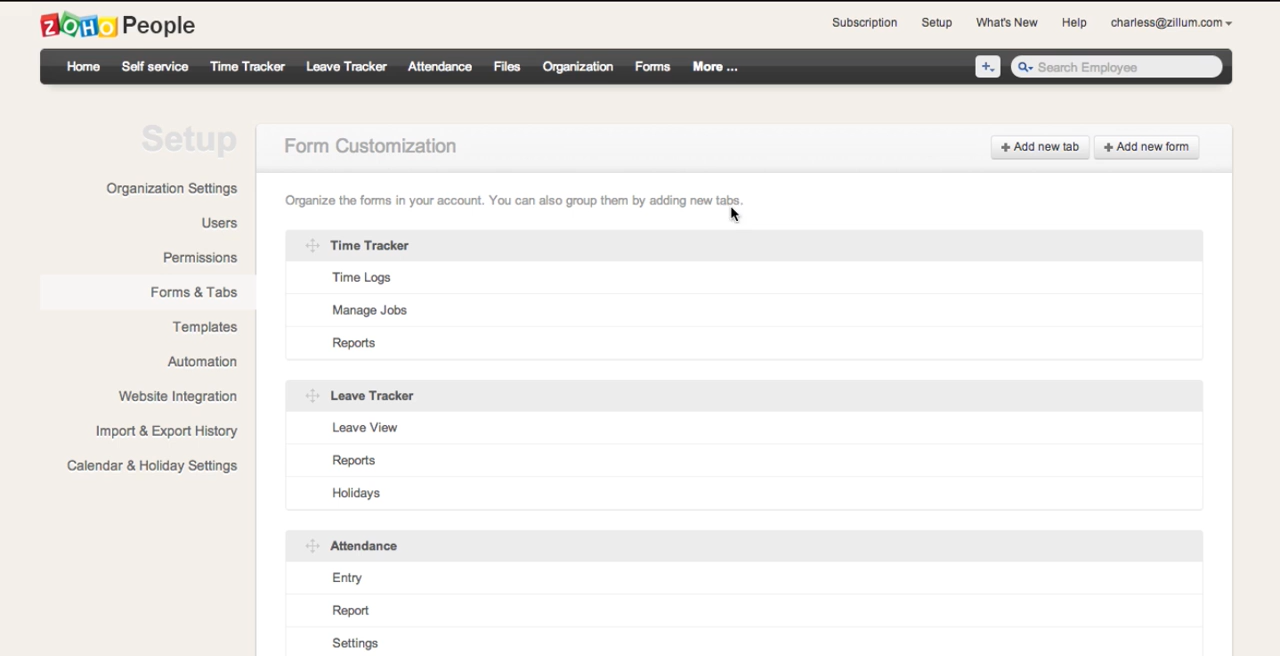 ZOHO People
Subscription Setup What's New Help charless@zillum.com
Home Self service Time Tracker Leave Tracker Attendance Files Organization Forms More ...
Search Employee
Setup
Organization Settings
Users
Permissions
Forms & Tabs
Templates
Automation
Website Integration
Import & Export History
Calendar & Holiday Settings
Form Customization
+ Add new tab
+ Add new form
Organize the forms in your account. You can also group them by adding new tabs.
Time Tracker
Time Logs
Manage Jobs
Reports
Leave Tracker
Leave View
Reports
Holidays
Attendance
Entry
Report
Settings